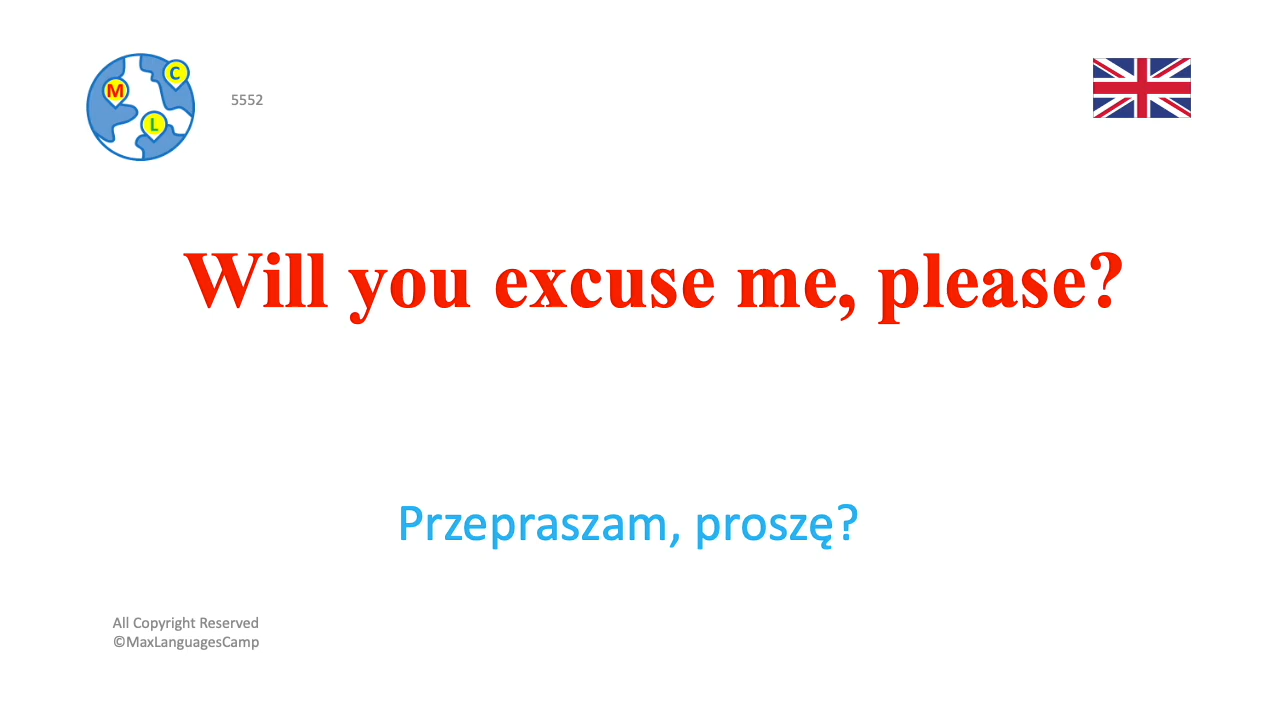 C
M
L
5552
Will you excuse me, please?
Przepraszam, proszę?
All Copyright Reserved
©MaxLanguagesCamp